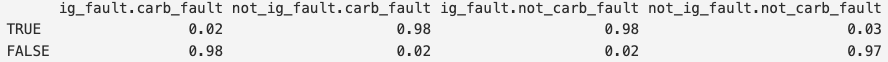 ig_fault.carb_fault not_ig_fault.carb_fault ig_fault.not_carb_fault not_ig_fault.not_carb_fault
TRUE 0.02 0.98 0.98 0.03
FALSE 0.98 0.02 0.02 0.97